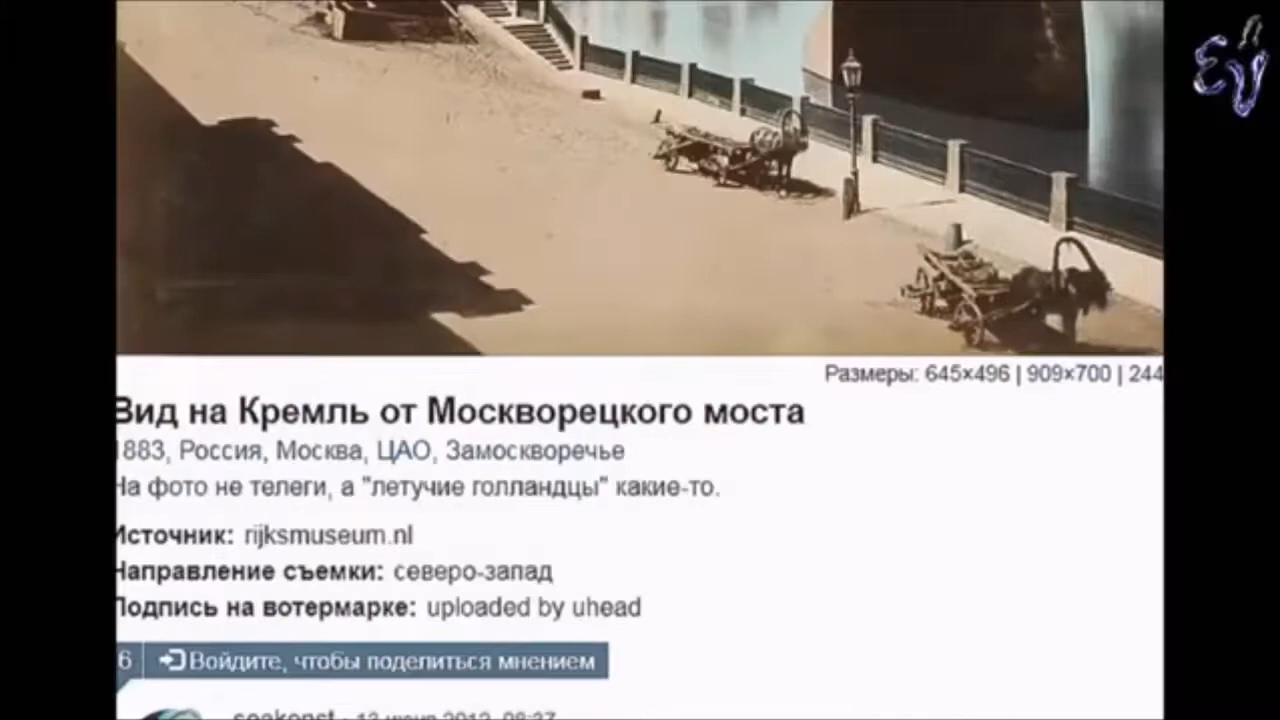 Размеры: 645×496 | 909×700 | 244
Вид на Кремль от Москворецкого моста
1883, Россия, Москва, ЦАО, Замоскворечье
На фото не телеги, а "летучие голландцы" какие-то.
Источник: rijksmuseum.nl
Направление съемки: северо-запад
Подпись на вотермарке: uploaded by uhead
6 Войдите, чтобы поделиться мнением